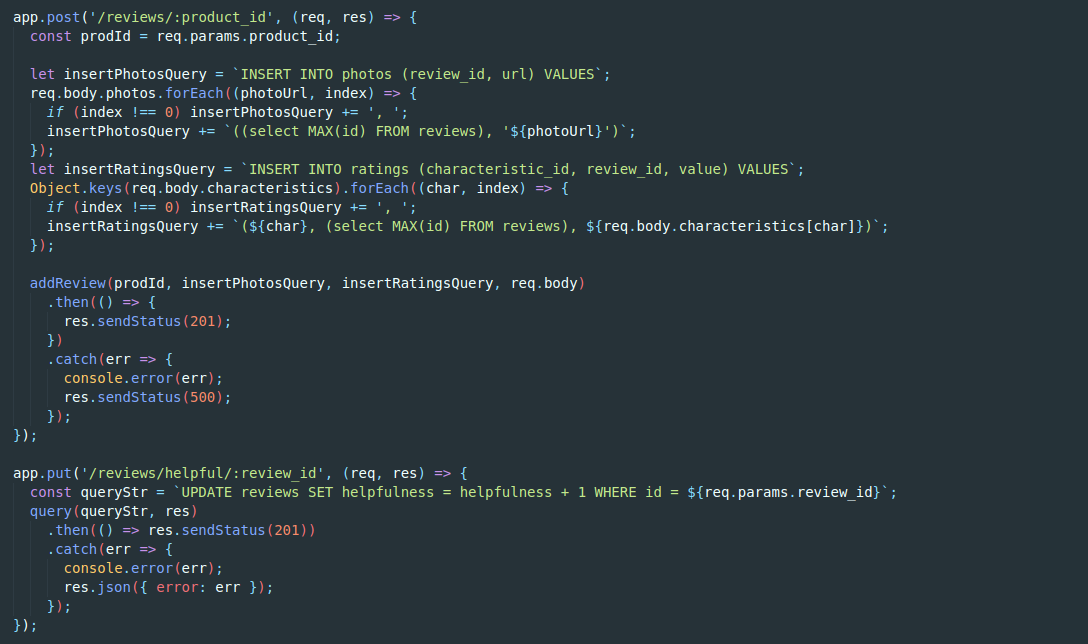 app.post('/reviews/:product_id', (req, res) => {
  const prodId = req.params.product_id;

  let insertPhotosQuery = `INSERT INTO photos (review_id, url) VALUES`;
  req.body.photos.forEach((photoUrl, index) => {
    if (index !== 0) insertPhotosQuery += ', ';
    insertPhotosQuery += `((select MAX(id) FROM reviews), '${photoUrl}')`;
  });
  let insertRatingsQuery = `INSERT INTO ratings (characteristic_id, review_id, value) VALUES`;
  Object.keys(req.body.characteristics).forEach((char, index) => {
    if (index !== 0) insertRatingsQuery += ', ';
    insertRatingsQuery += `(${char}, (select MAX(id) FROM reviews), ${req.body.characteristics[char]})`;
  });

  addReview(prodId, insertPhotosQuery, insertRatingsQuery, req.body)
    .then(() => {
      res.sendStatus(201);
    })
    .catch(err => {
      console.error(err);
      res.sendStatus(500);
    });
});

app.put('/reviews/helpful/:review_id', (req, res) => {
  const queryStr = `UPDATE reviews SET helpfulness = helpfulness + 1 WHERE id = ${req.params.review_id}`;
  query(queryStr, res)
    .then(() => res.sendStatus(201))
    .catch(err => {
      console.error(err);
      res.json({ error: err });
    });
});